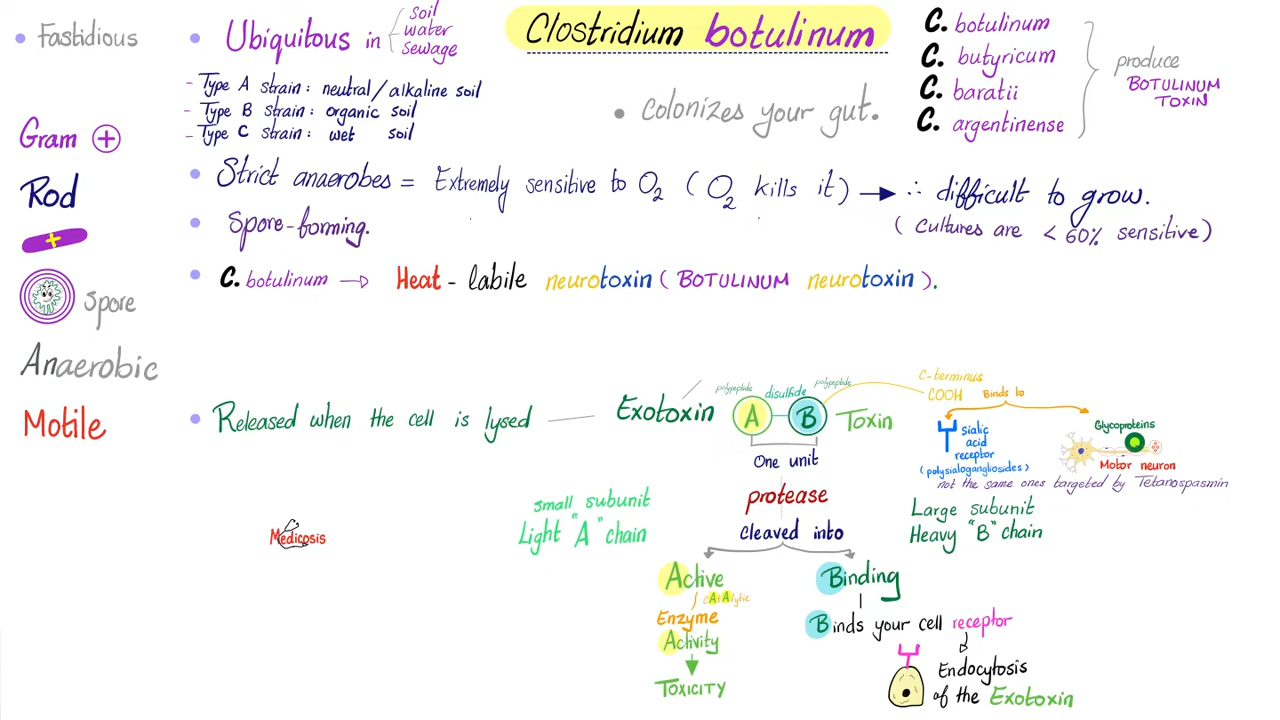 Clostridium botulinum
Fastidious
Gram +
Rod
+
Spore
Anaerobic
Motile
Ubiquitous in
soil
water
sewage
- Type A strain: neutral/alkaline soil
- Type B strain: organic soil
- Type C strain: wet soil
Colonizes your gut.
C. botulinum
C. butyricum
C. baratii
C. argentinense
produce
BOTULINUM
TOXIN
Strict anaerobes = Extremely sensitive to O2 (O2 kills it) → ∴ difficult to grow.
(Cultures are < 60% sensitive)
Spore-forming.
C. botulinum → Heat-labile neurotoxin (BOTULINUM neurotoxin).
Released when the cell is lysed
Exotoxin
polypeptide
disulfide
polypeptide
A B Toxin
C-terminus
COOH
Binds to
sialic
acid
receptor
(polysialogangliosides)
Glycoproteins
Motor neuron
not the same ones targeted by Tetanospasmin
One unit
protease
Cleaved into
small subunit
Light "A" chain
Large subunit
Heavy "B" chain
Active
CAtAlytic
Enzyme
Activity
TOXICITY
Binding
Binds your cell receptor
Endocytosis
of the Exotoxin
Medicosis